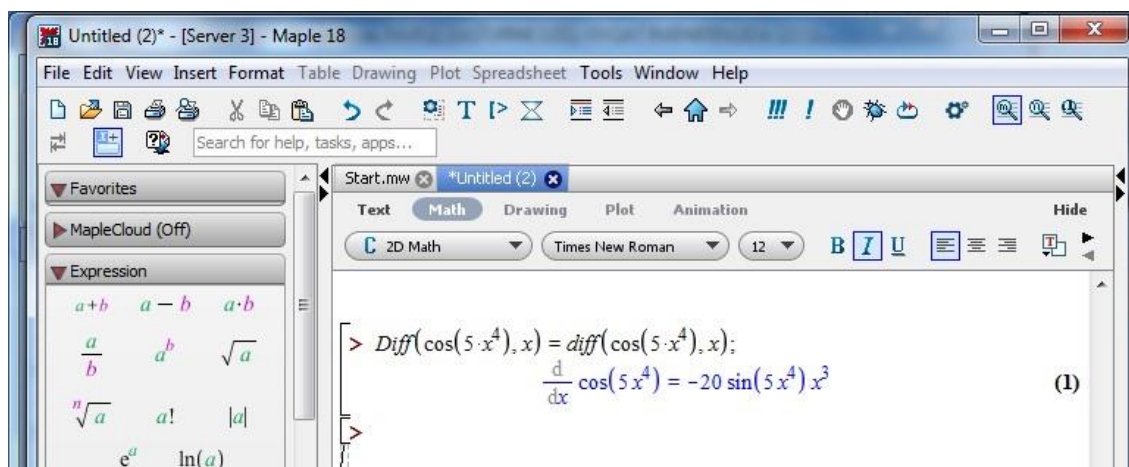 Untitled (2)* - [Server 3] - Maple 18
File Edit View Insert Format Table Drawing Plot Spreadsheet Tools Window Help
Search for help, tasks, apps...
Start.mw *Untitled (2)
Favorites
Text Math Drawing Plot Animation Hide
MapleCloud (Off)
C 2D Math Times New Roman 12 B I U
Expression
a+b a − b a·b
a/b a^b √a
ⁿ√a a! |a|
e^a ln(a)
> Diff(cos(5·x^4), x) = diff(cos(5·x^4), x);
d/dx cos(5 x^4) = −20 sin(5 x^4) x^3 (1)
>